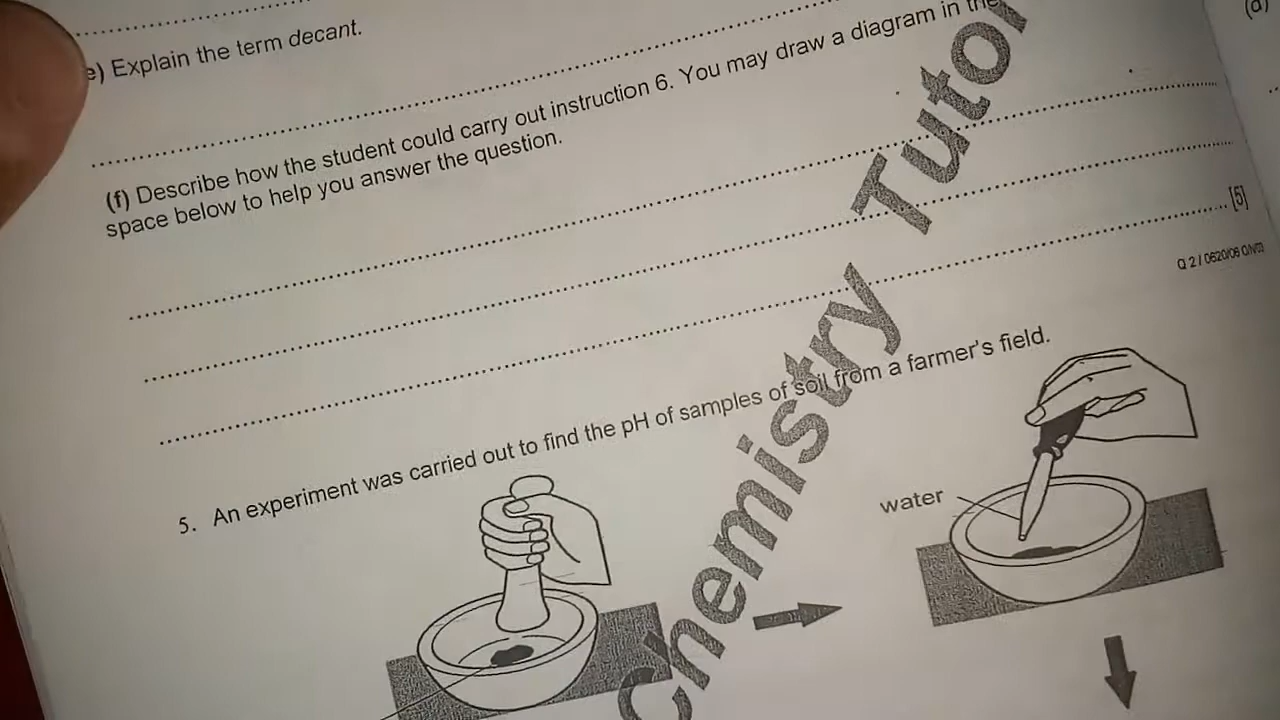 e) Explain the term decant.
(f) Describe how the student could carry out instruction 6. You may draw a diagram in the
space below to help you answer the question.
[5]
Q 2 / 0620/06 O/N/03
5. An experiment was carried out to find the pH of samples of soil from a farmer's field.
water
Chemistry Tutor
(d)